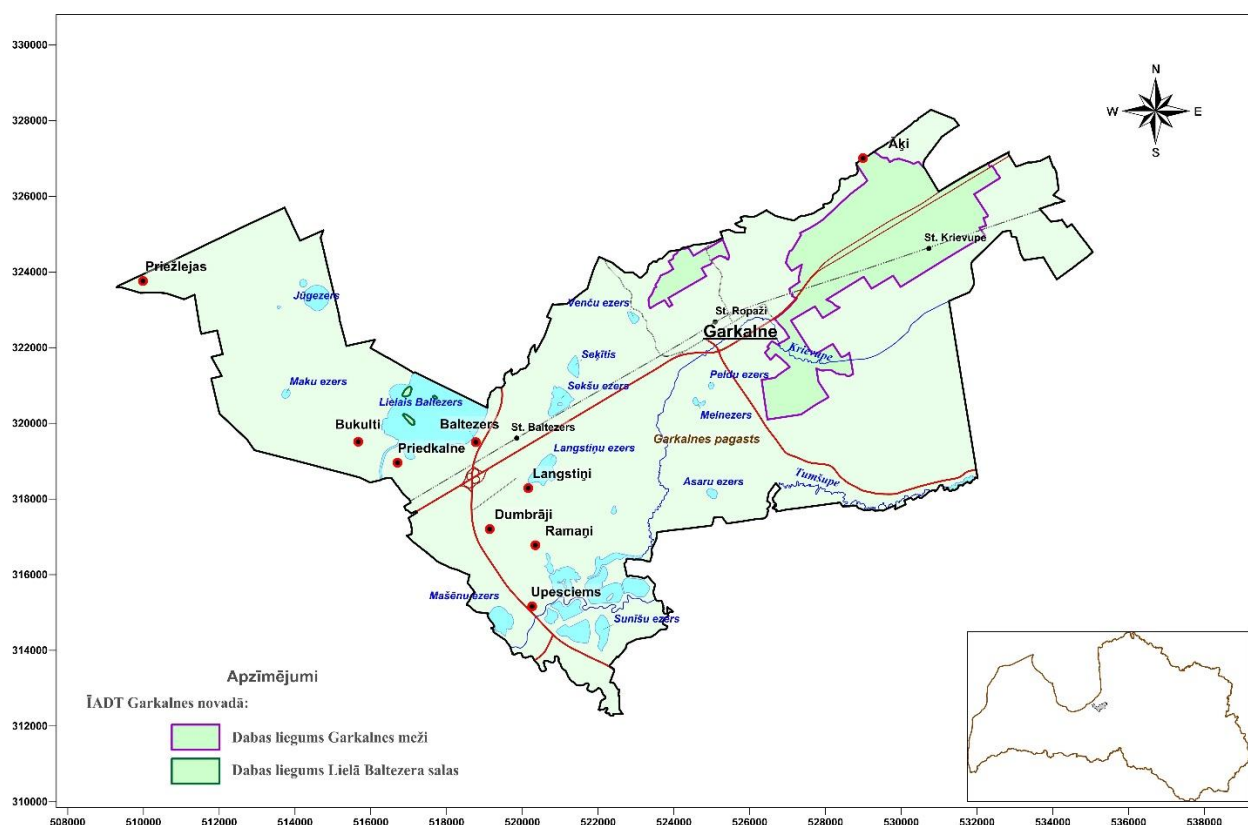 330000
328000
326000
324000
322000
320000
318000
316000
314000
312000
310000
N
W E
S
Āķi
St. Krievupe
Priežlejas
Jūgezers
Venču ezers
St. Ropaži
Garkalne
Krievupe
Seķītis
Maku ezers
Sekšu ezers
Peldu ezers
Lielais Baltezers
Melnezers
Bukulti
Baltezers
St. Baltezers
Garkalnes pagasts
Priedkalne
Langstiņu ezers
Langstiņi
Asaru ezers
Tumšupe
Dumbrāji
Ramaņi
Mašēnu ezers
Upesciems
Sunīšu ezers
Apzīmējumi
ĪADT Garkalnes novadā:
Dabas liegums Garkalnes meži
Dabas liegums Lielā Baltezera salas
508000 510000 512000 514000 516000 518000 520000 522000 524000 526000 528000 530000 532000 534000 536000 538000